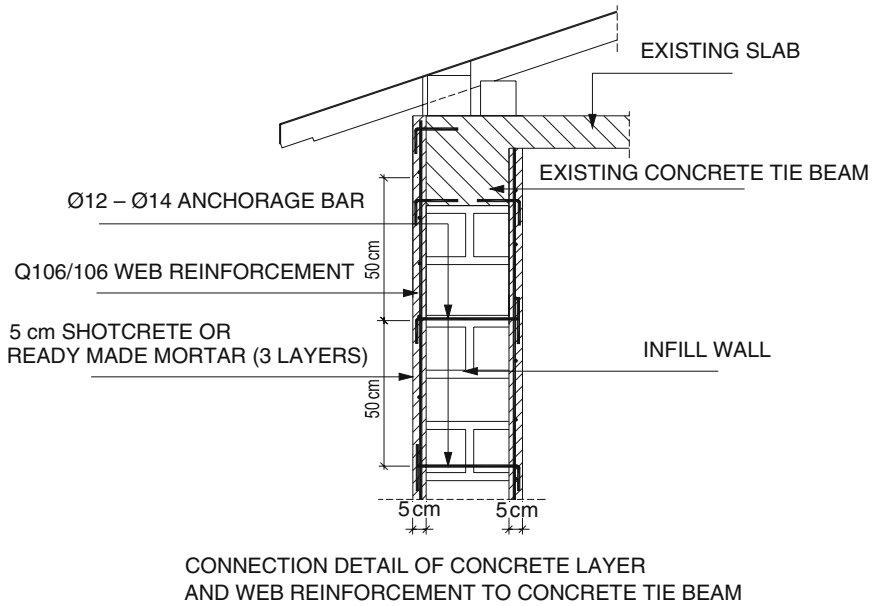 EXISTING SLAB
EXISTING CONCRETE TIE BEAM
Ø12 – Ø14 ANCHORAGE BAR
50 cm
Q106/106 WEB REINFORCEMENT
5 cm SHOTCRETE OR
READY MADE MORTAR (3 LAYERS)
INFILL WALL
50 cm
5 cm 5 cm
CONNECTION DETAIL OF CONCRETE LAYER
AND WEB REINFORCEMENT TO CONCRETE TIE BEAM